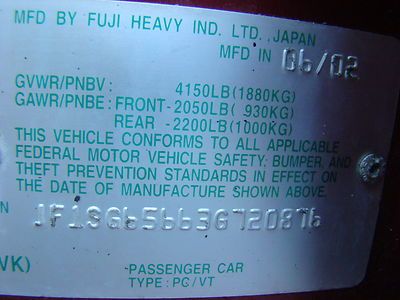 MFD BY FUJI HEAVY IND. LTD., JAPAN
MFD IN 06/02
GVWR/PNBV: 4150LB(1880KG)
GAWR/PNBE: FRONT-2050LB( 930KG)
REAR -2200LB(1000KG)
THIS VEHICLE CONFORMS TO ALL APPLICABLE
FEDERAL MOTOR VEHICLE SAFETY, BUMPER, AND
THEFT PREVENTION STANDARDS IN EFFECT ON
THE DATE OF MANUFACTURE SHOWN ABOVE.
N JF1SG65663G720876
VK) PASSENGER CAR
TYPE: PC/VT